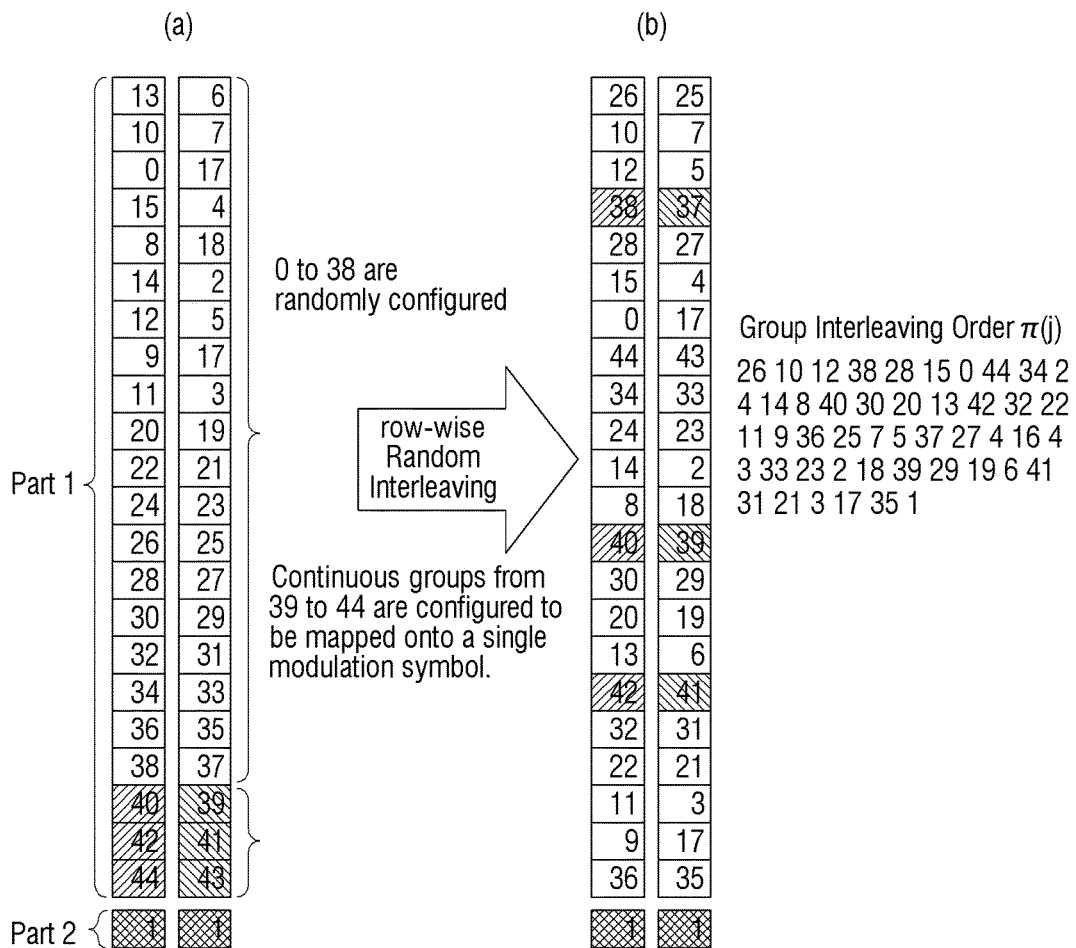 (a)
(b)
13 6
10 7
0 17
15 4
8 18
14 2
12 5
9 17
11 3
20 19
22 21
24 23
26 25
28 27
30 29
32 31
34 33
36 35
38 37
40 39
42 41
44 43
1 1
Part 1
Part 2
0 to 38 are
randomly configured
row-wise
Random
Interleaving
Continuous groups from
39 to 44 are configured to
be mapped onto a single
modulation symbol.
26 25
10 7
12 5
38 37
28 27
15 4
0 17
44 43
34 33
24 23
14 2
8 18
40 39
30 29
20 19
13 6
42 41
32 31
22 21
11 3
9 17
36 35
1 1
Group Interleaving Order π(j)
26 10 12 38 28 15 0 44 34 2
4 14 8 40 30 20 13 42 32 22
11 9 36 25 7 5 37 27 4 16 4
3 33 23 2 18 39 29 19 6 41
31 21 3 17 35 1